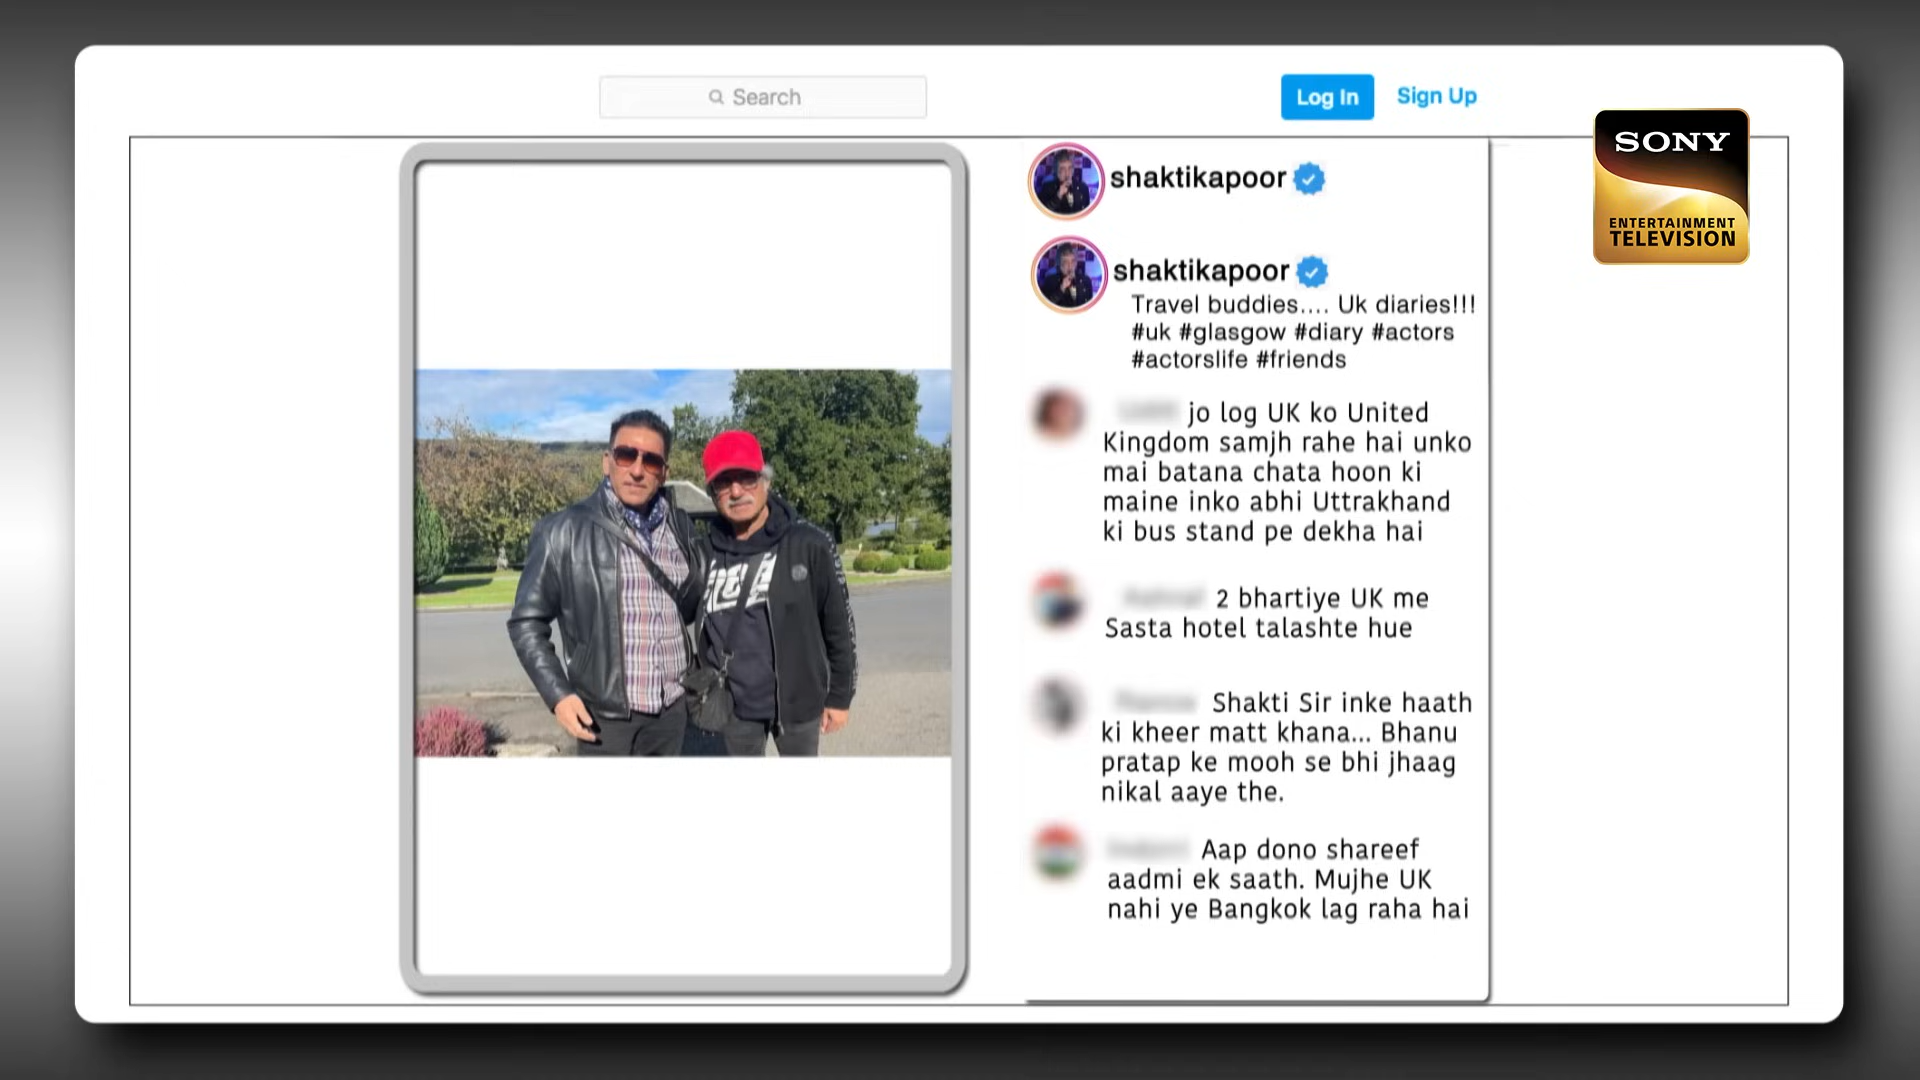 Search
Log In
Sign Up
SONY
ENTERTAINMENT
TELEVISION
shaktikapoor
shaktikapoor
Travel buddies.... Uk diaries!!!
#uk #glasgow #diary #actors
#actorslife #friends
jo log UK ko United
Kingdom samjh rahe hai unko
mai batana chata hoon ki
maine inko abhi Uttrakhand
ki bus stand pe dekha hai
2 bhartiye UK me
Sasta hotel talashte hue
Shakti Sir inke haath
ki kheer matt khana... Bhanu
pratap ke mooh se bhi jhaag
nikal aaye the.
Aap dono shareef
aadmi ek saath. Mujhe UK
nahi ye Bangkok lag raha hai